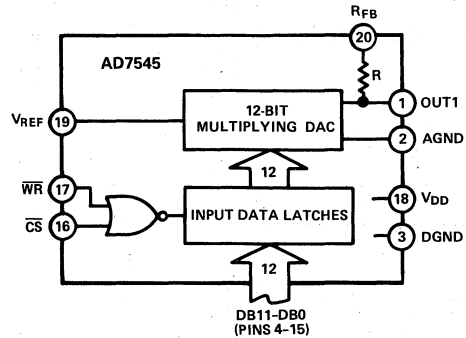 RFB
20
AD7545
R
12-BIT
MULTIPLYING DAC
1 OUT1
VREF 19
2 AGND
12
WR 17
18 VDD
INPUT DATA LATCHES
CS 16
3 DGND
12
DB11-DB0
(PINS 4-15)